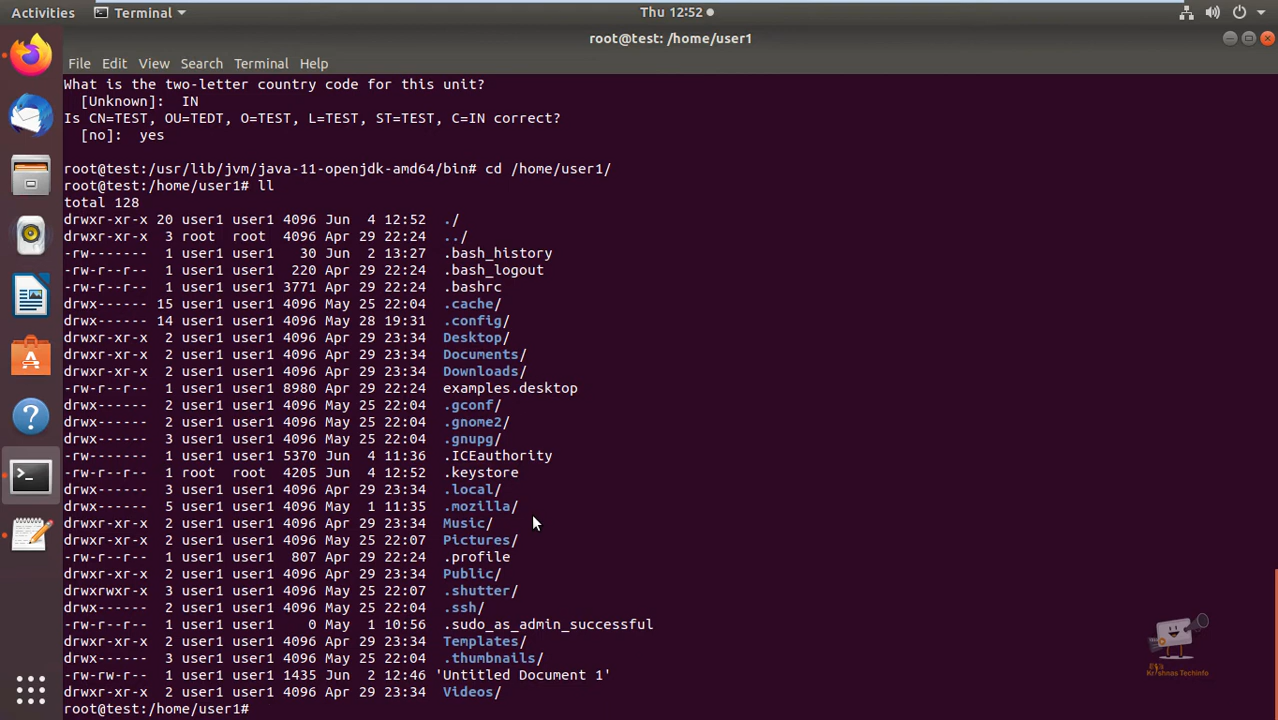 Activities Terminal Thu 12:52
root@test: /home/user1
File Edit View Search Terminal Help
What is the two-letter country code for this unit?
[Unknown]: IN
Is CN=TEST, OU=TEDT, O=TEST, L=TEST, ST=TEST, C=IN correct?
[no]: yes
root@test:/usr/lib/jvm/java-11-openjdk-amd64/bin# cd /home/user1/
root@test:/home/user1# ll
total 128
drwxr-xr-x 20 user1 user1 4096 Jun 4 12:52 ./
drwxr-xr-x 3 root root 4096 Apr 29 22:24 ../
-rw------- 1 user1 user1 30 Jun 2 13:27 .bash_history
-rw-r--r-- 1 user1 user1 220 Apr 29 22:24 .bash_logout
-rw-r--r-- 1 user1 user1 3771 Apr 29 22:24 .bashrc
drwx------ 15 user1 user1 4096 May 25 22:04 .cache/
drwx------ 14 user1 user1 4096 May 28 19:31 .config/
drwxr-xr-x 2 user1 user1 4096 Apr 29 23:34 Desktop/
drwxr-xr-x 2 user1 user1 4096 Apr 29 23:34 Documents/
drwxr-xr-x 2 user1 user1 4096 Apr 29 23:34 Downloads/
-rw-r--r-- 1 user1 user1 8980 Apr 29 22:24 examples.desktop
drwx------ 2 user1 user1 4096 May 25 22:04 .gconf/
drwx------ 2 user1 user1 4096 May 25 22:04 .gnome2/
drwx------ 3 user1 user1 4096 May 25 22:04 .gnupg/
-rw------- 1 user1 user1 5370 Jun 4 11:36 .ICEauthority
-rw-r--r-- 1 root root 4205 Jun 4 12:52 .keystore
drwx------ 3 user1 user1 4096 Apr 29 23:34 .local/
drwx------ 5 user1 user1 4096 May 1 11:35 .mozilla/
drwxr-xr-x 2 user1 user1 4096 Apr 29 23:34 Music/
drwxr-xr-x 2 user1 user1 4096 May 25 22:07 Pictures/
-rw-r--r-- 1 user1 user1 807 Apr 29 22:24 .profile
drwxr-xr-x 2 user1 user1 4096 Apr 29 23:34 Public/
drwxrwxr-x 3 user1 user1 4096 May 25 22:07 .shutter/
drwx------ 2 user1 user1 4096 May 25 22:04 .ssh/
-rw-r--r-- 1 user1 user1 0 May 1 10:56 .sudo_as_admin_successful
drwxr-xr-x 2 user1 user1 4096 Apr 29 23:34 Templates/
drwx------ 3 user1 user1 4096 May 25 22:04 .thumbnails/
-rw-rw-r-- 1 user1 user1 1435 Jun 2 12:46 'Untitled Document 1'
drwxr-xr-x 2 user1 user1 4096 Apr 29 23:34 Videos/
root@test:/home/user1#
Krishnas Techinfo